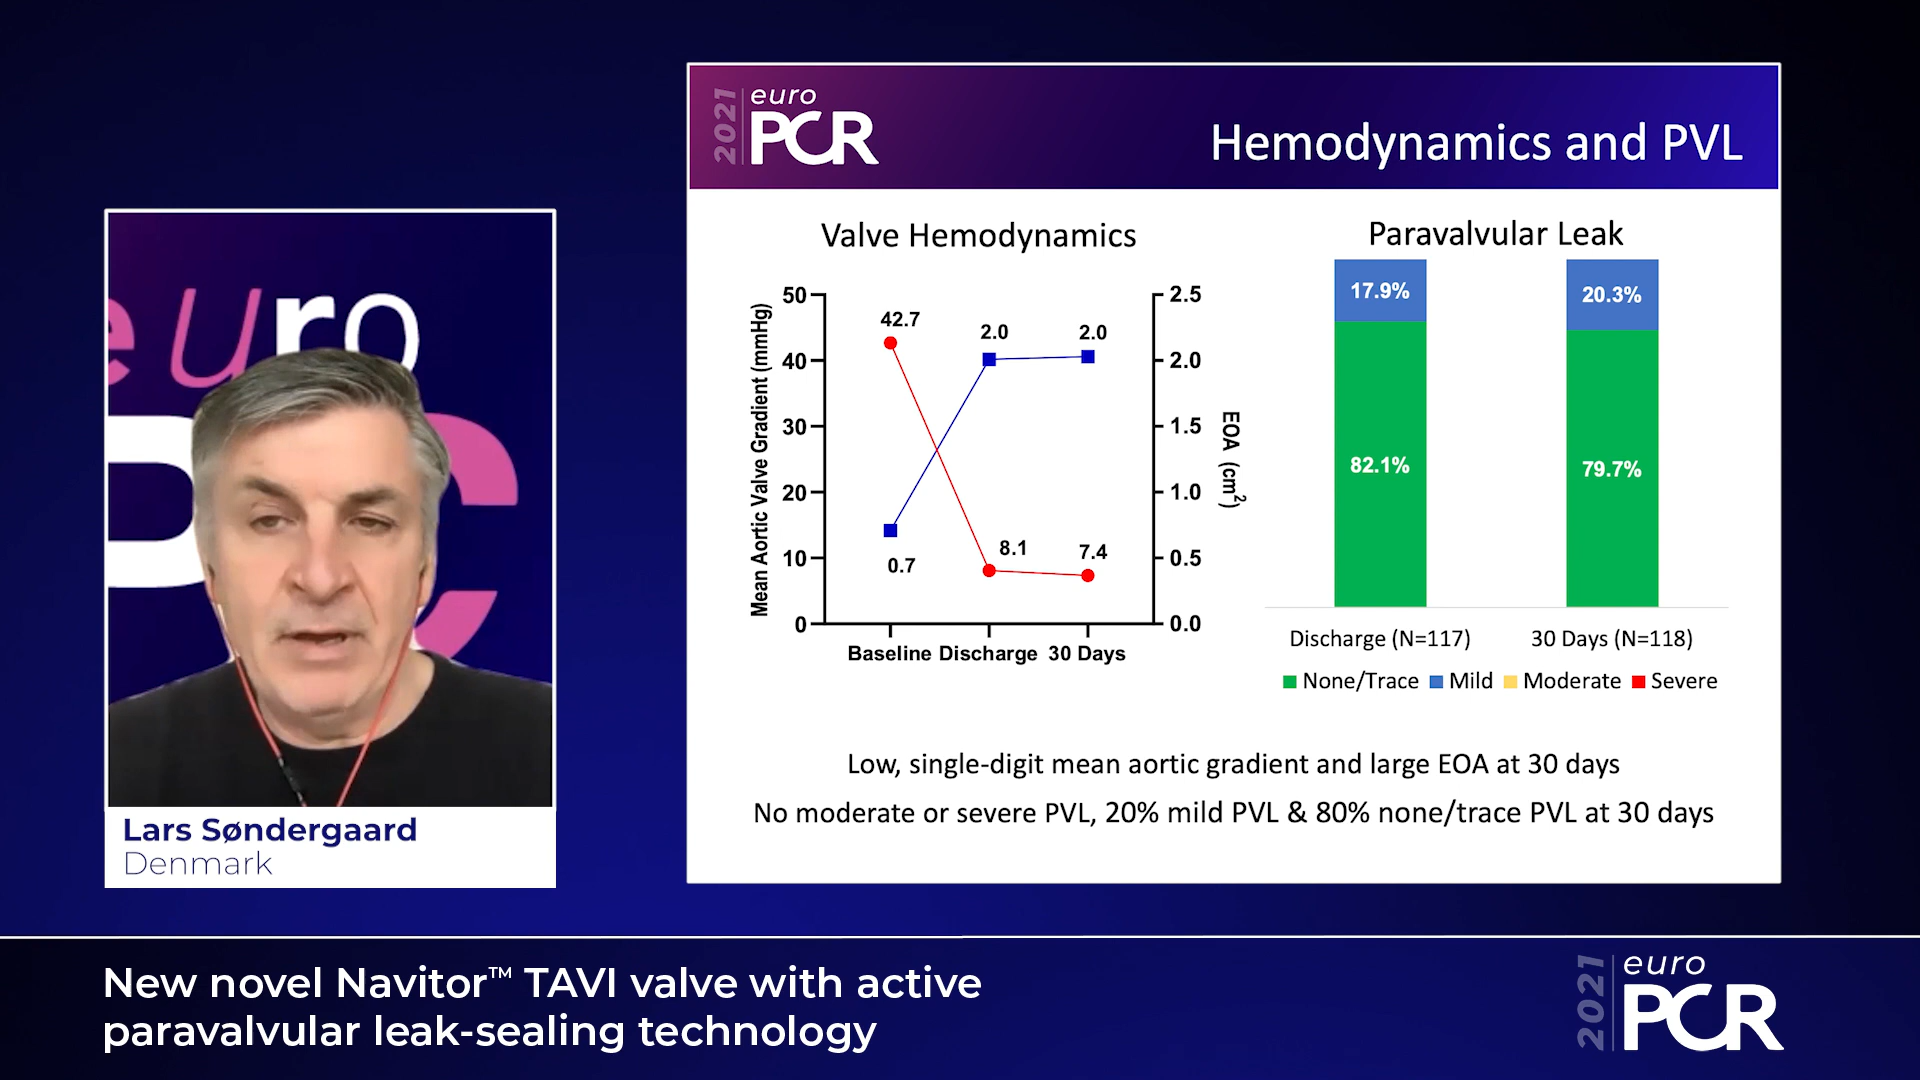 2021 euro PCR
Hemodynamics and PVL
euro
PC
Lars Søndergaard
Denmark
Valve Hemodynamics
Mean Aortic Valve Gradient (mmHg)
50
40
30
20
10
0
42.7
2.0
2.0
0.7
8.1
7.4
2.5
2.0
1.5
1.0
0.5
0.0
EOA (cm²)
Baseline Discharge 30 Days
Paravalvular Leak
17.9%
20.3%
82.1%
79.7%
Discharge (N=117) 30 Days (N=118)
None/Trace Mild Moderate Severe
Low, single-digit mean aortic gradient and large EOA at 30 days
No moderate or severe PVL, 20% mild PVL & 80% none/trace PVL at 30 days
New novel Navitor™ TAVI valve with active
paravalvular leak-sealing technology
2021 euro PCR